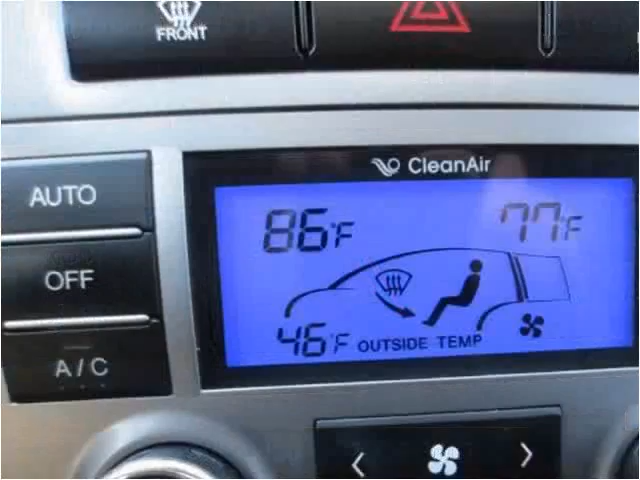 FRONT
CleanAir
AUTO
86°F 77°F
OFF
46°F OUTSIDE TEMP
A/C